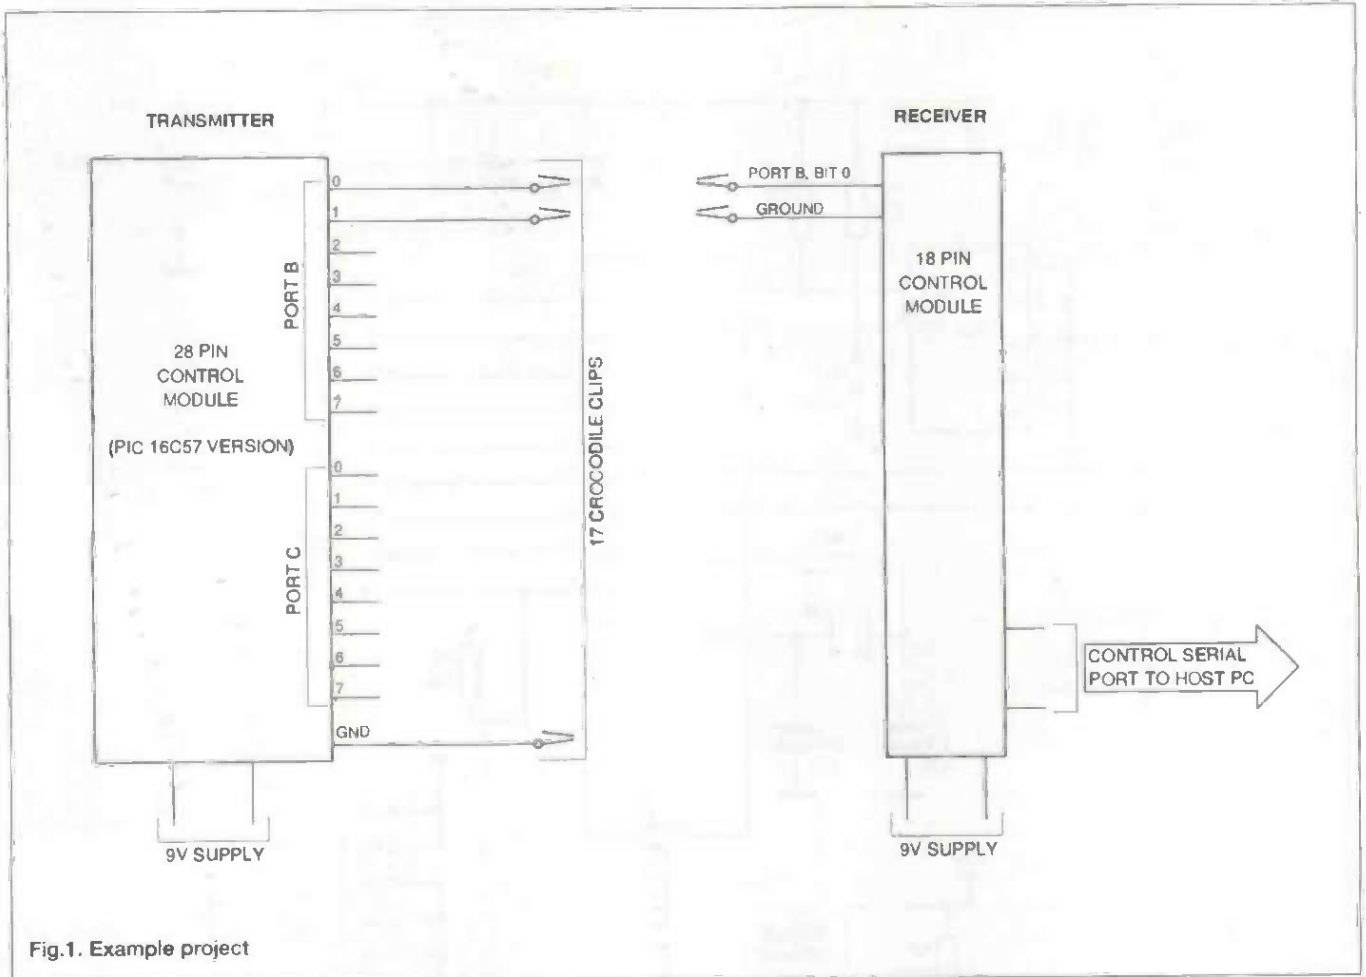 TRANSMITTER
0
1
2
3
4
5
6
7
PORT B
28 PIN
CONTROL
MODULE
(PIC 16C57 VERSION)
0
1
2
3
4
5
6
7
PORT C
GND
9V SUPPLY
17 CROCODILE CLIPS
RECEIVER
PORT B, BIT 0
GROUND
18 PIN
CONTROL
MODULE
CONTROL SERIAL
PORT TO HOST PC
9V SUPPLY
Fig.1. Example project